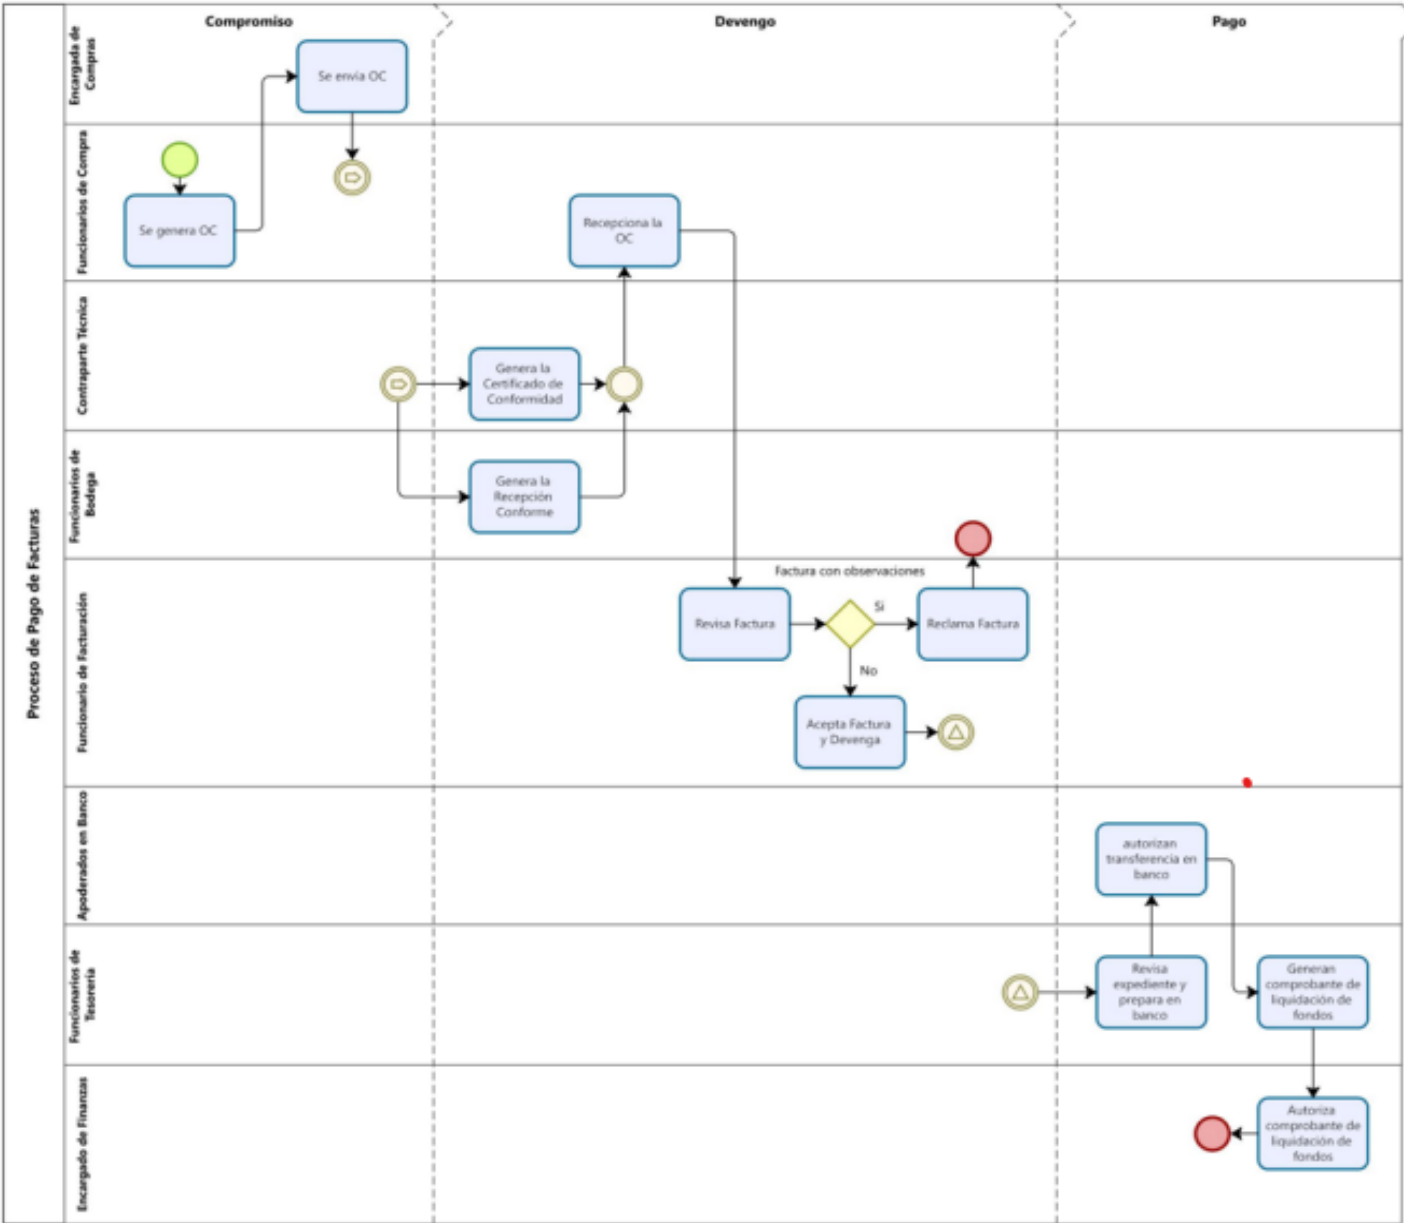 Compromiso
Devengo
Pago
Proceso de Pago de Facturas
Encargada de
Compras
Se envia OC
Funcionarios de Compra
Se genera OC
Recepciona la
OC
Contraparte Técnica
Genera la
Certificado de
Conformidad
Funcionarios de
Bodega
Genera la
Recepción
Conforme
Funcionario de Facturación
Factura con observaciones
Revisa Factura
Si
Reclama Factura
No
Acepta Factura
y Devenga
Apoderados en Banco
autorizan
transferencia en
banco
Funcionarios de
Tesorería
Revisa
expediente y
prepara en
banco
Generan
comprobante de
liquidación de
fondos
Encargado de Finanzas
Autoriza
comprobante de
liquidación de
fondos